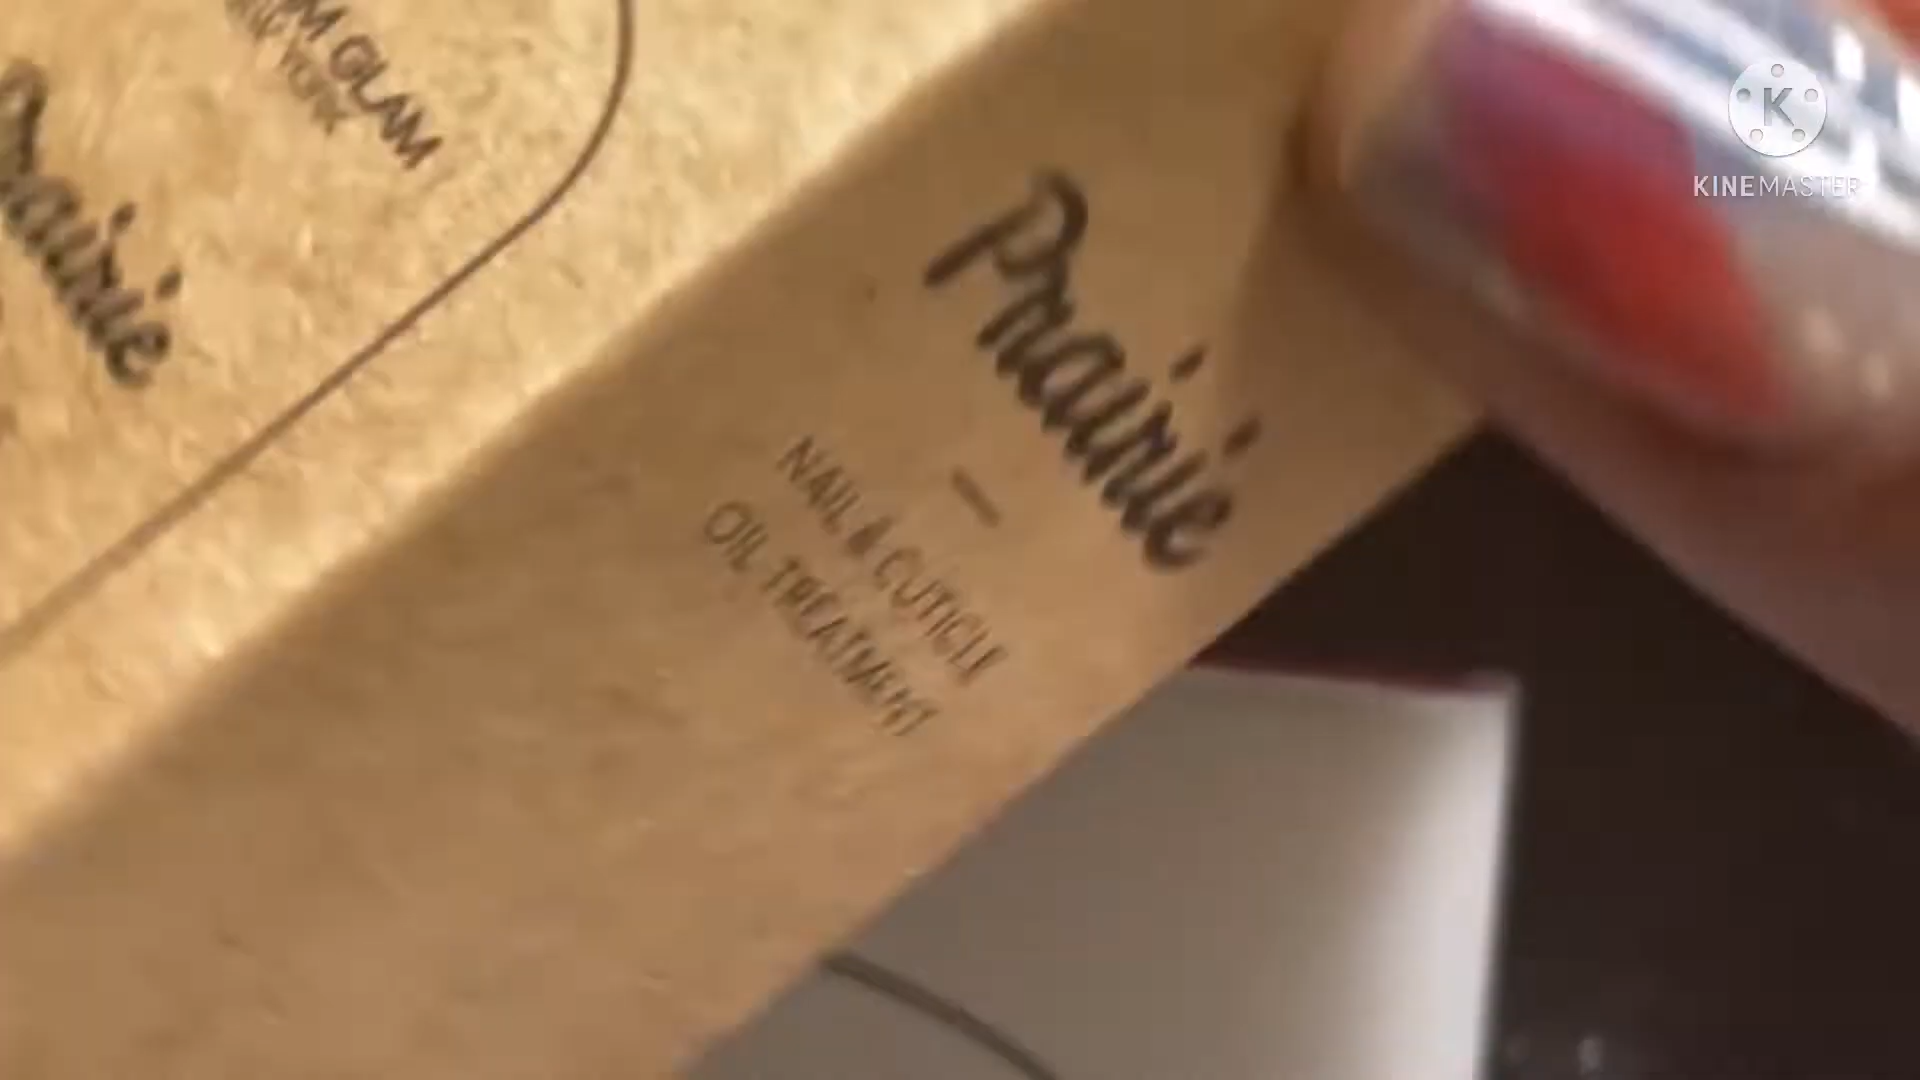 M GLAM
YORK
Prairie
Prairie
NAIL & CUTICLE
OIL TREATMENT
K
KINEMASTER